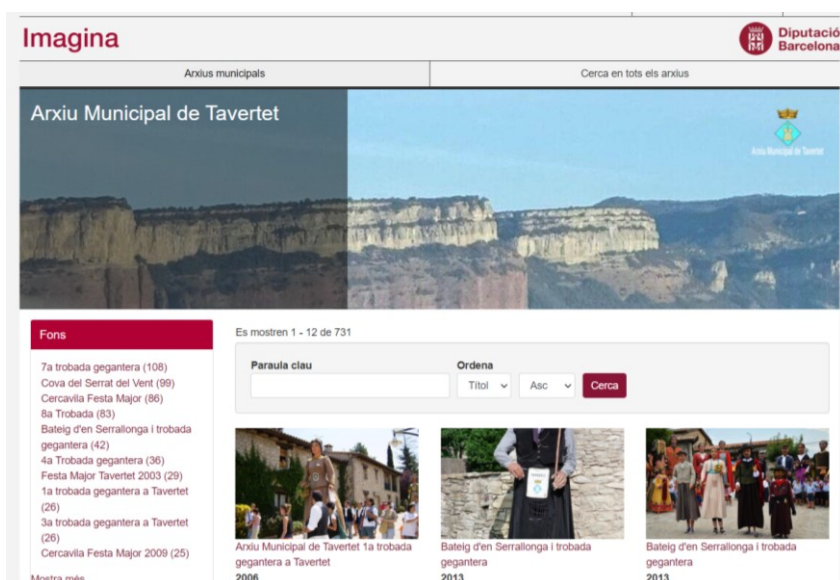 Imagina
Diputació
Barcelona
Arxius municipals
Cerca en tots els arxius
Arxiu Municipal de Tavertet
Arxiu Municipal de Tavertet
Fons
7a trobada gegantera (108)
Cova del Serrat del Vent (99)
Cercavila Festa Major (86)
8a Trobada (83)
Bateig d'en Serrallonga i trobada
gegantera (42)
4a Trobada gegantera (36)
Festa Major Tavertet 2003 (29)
1a trobada gegantera a Tavertet
(26)
3a trobada gegantera a Tavertet
(26)
Cercavila Festa Major 2009 (25)
Mostra més
Es mostren 1 - 12 de 731
Paraula clau
Ordena
Títol
Asc
Cerca
Arxiu Municipal de Tavertet 1a trobada
gegantera a Tavertet
2006
Bateig d'en Serrallonga i trobada
gegantera
2013
Bateig d'en Serrallonga i trobada
gegantera
2013